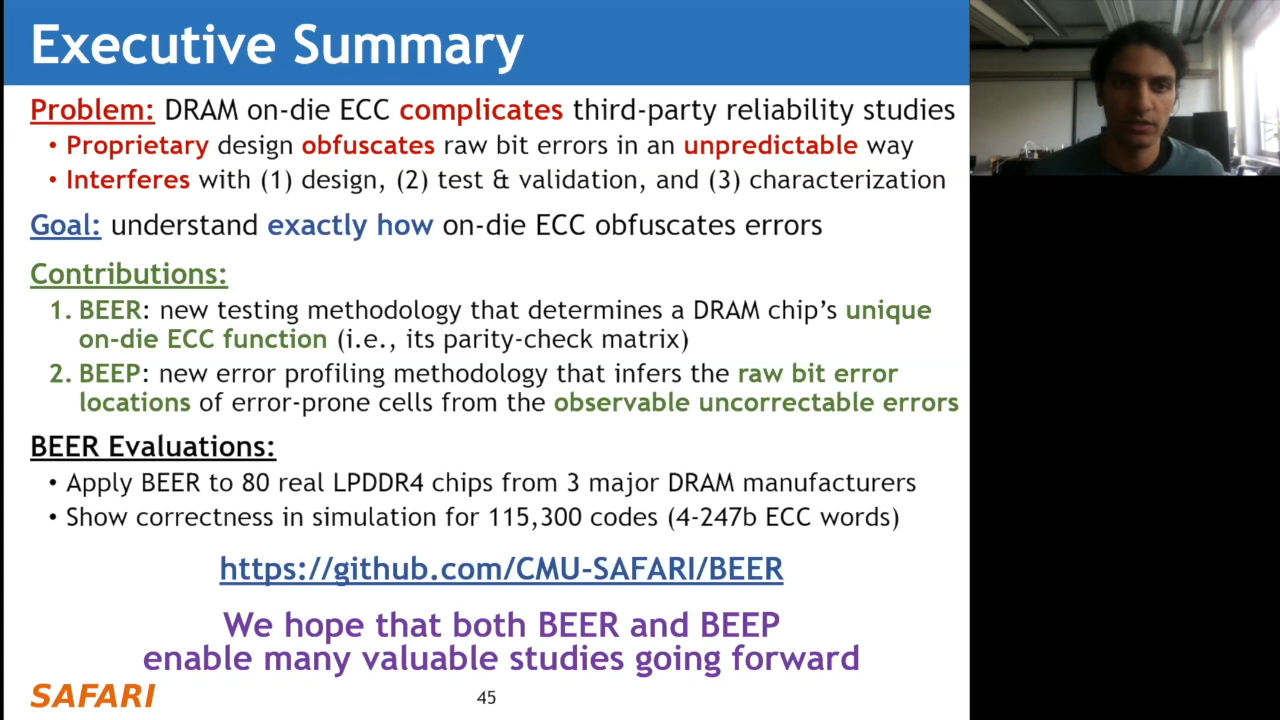 Executive Summary
Problem: DRAM on-die ECC complicates third-party reliability studies
• Proprietary design obfuscates raw bit errors in an unpredictable way
• Interferes with (1) design, (2) test & validation, and (3) characterization
Goal: understand exactly how on-die ECC obfuscates errors
Contributions:
1. BEER: new testing methodology that determines a DRAM chip’s unique
on-die ECC function (i.e., its parity-check matrix)
2. BEEP: new error profiling methodology that infers the raw bit error
locations of error-prone cells from the observable uncorrectable errors
BEER Evaluations:
• Apply BEER to 80 real LPDDR4 chips from 3 major DRAM manufacturers
• Show correctness in simulation for 115,300 codes (4-247b ECC words)
https://github.com/CMU-SAFARI/BEER
We hope that both BEER and BEEP
enable many valuable studies going forward
SAFARI
45